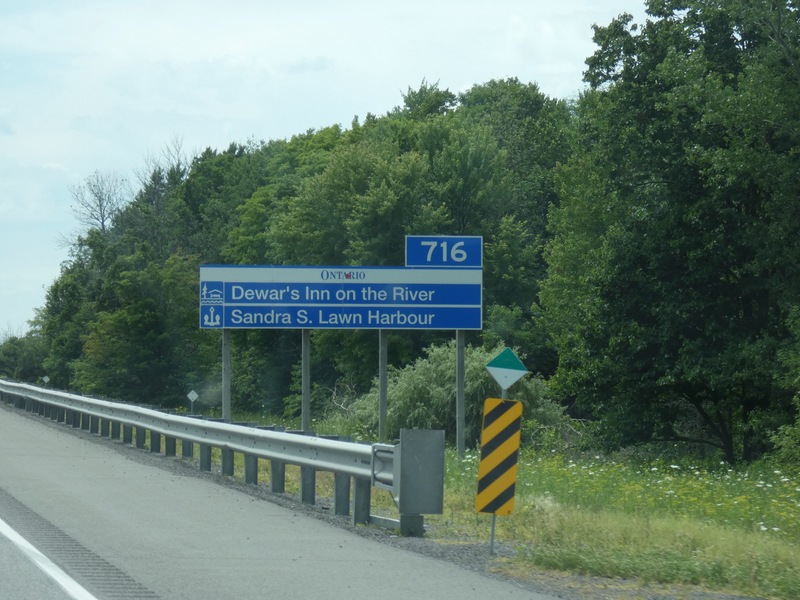 716
ONTARIO
Dewar's Inn on the River
Sandra S. Lawn Harbour